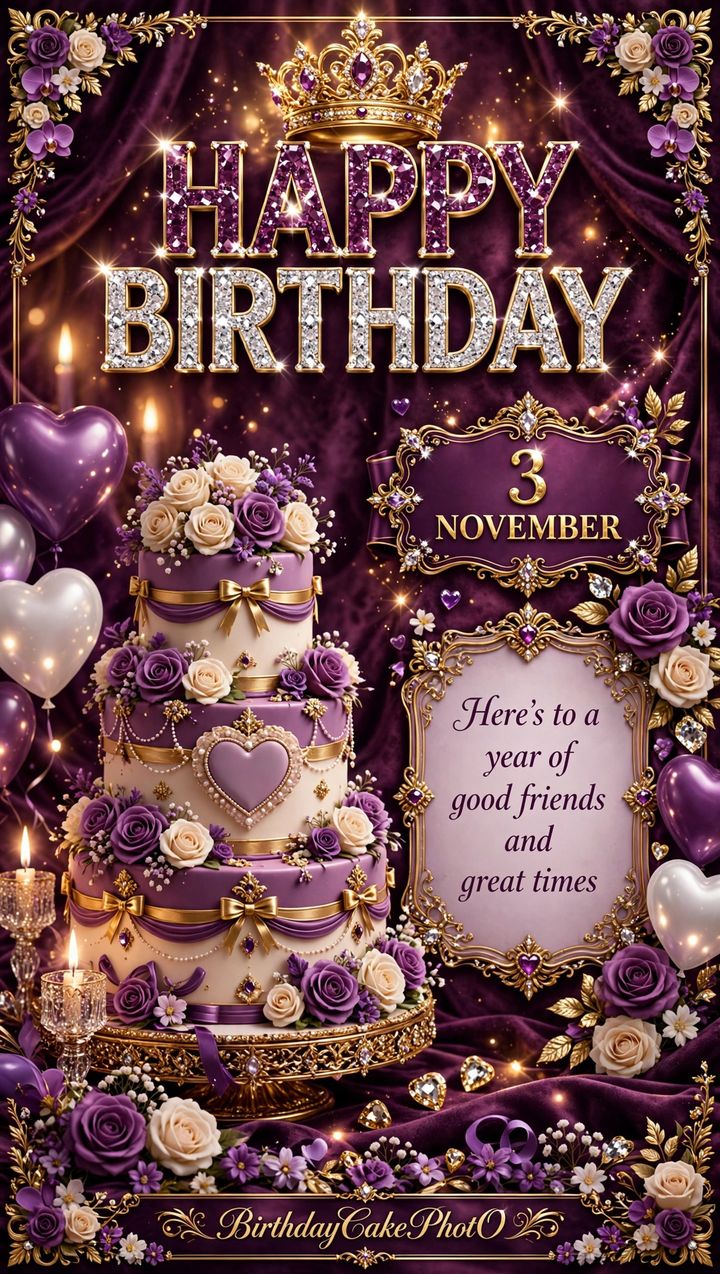 HAPPY
BIRTHDAY
3
NOVEMBER
Here's to a
year of
good friends
and
great times
BirthdayCakePhotO